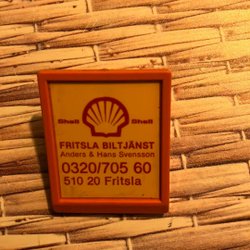 Shell Shell
FRITSLA BILTJÄNST
Anders & Hans Svensson
0320/705 60
510 20 Fritsla